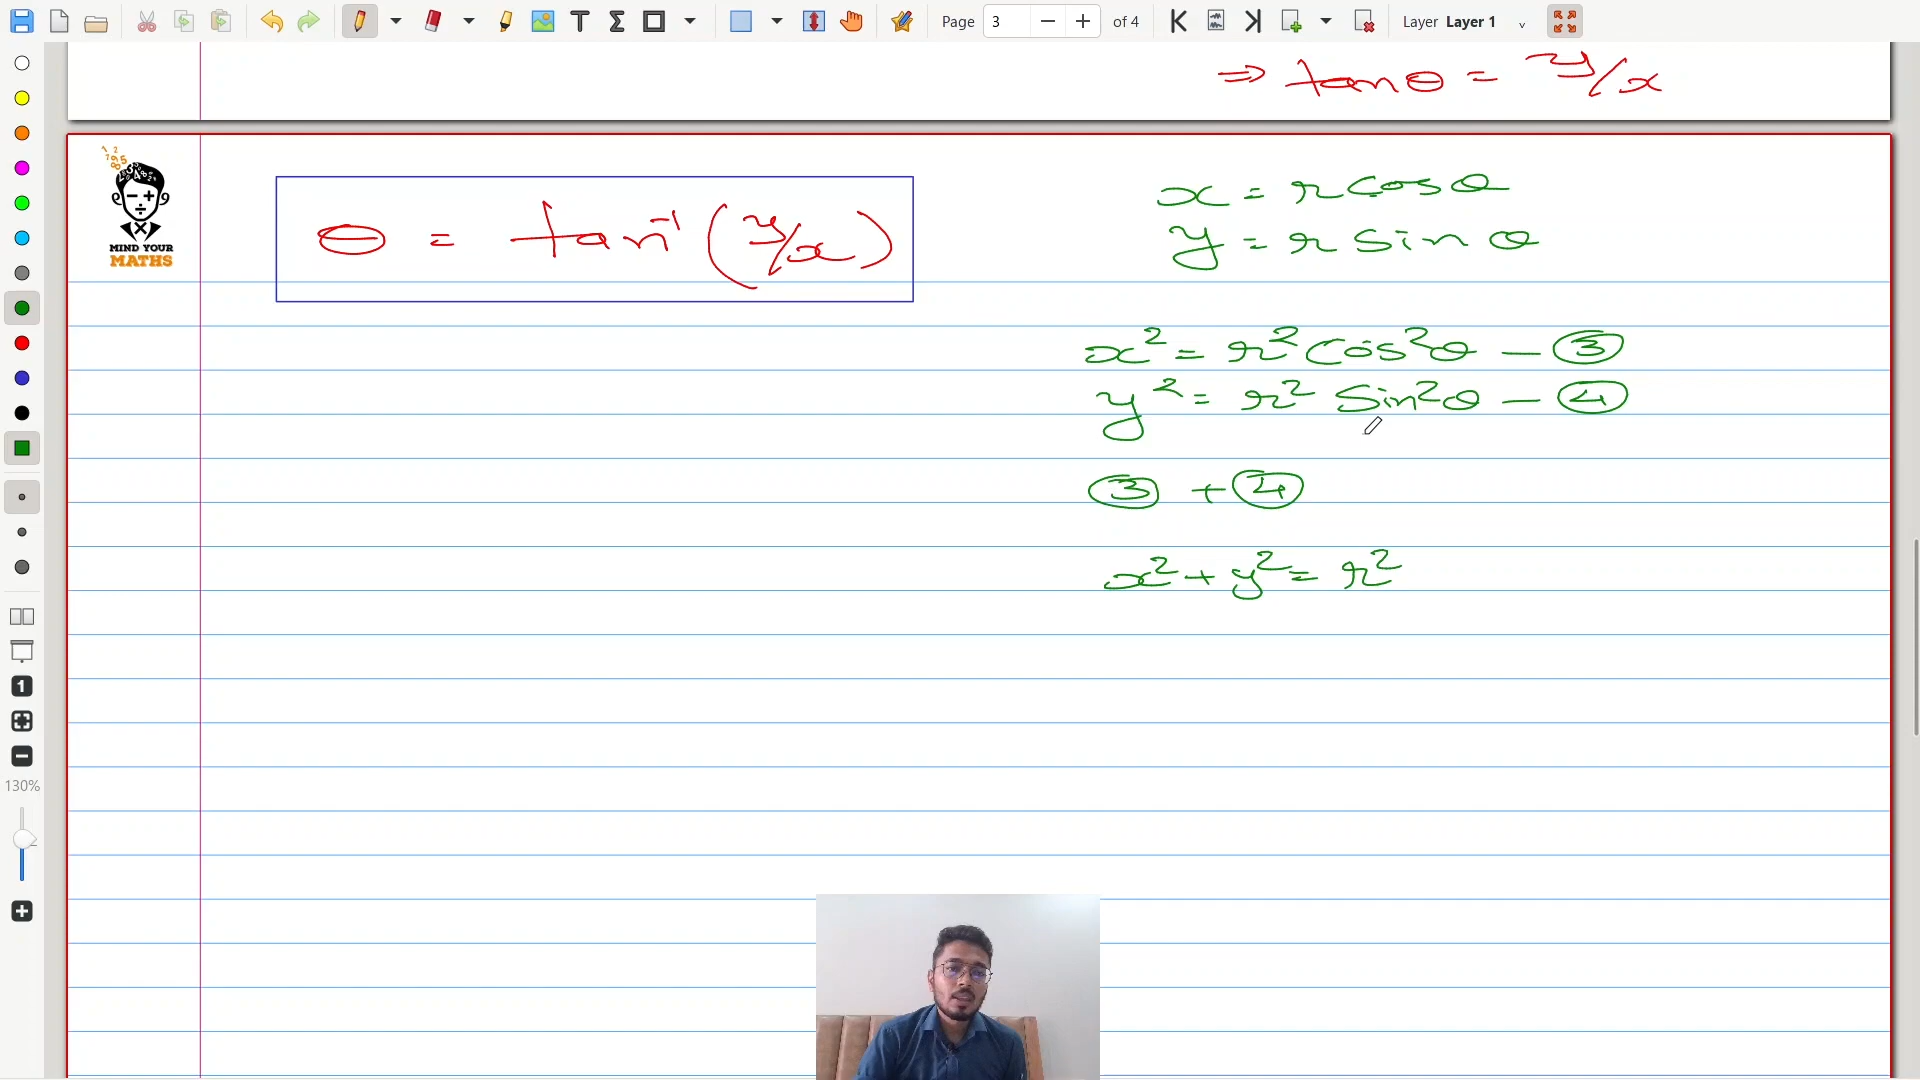 Page 3 of 4 Layer Layer 1
⇒ tanθ = y/x
MIND YOUR
MATHS
θ = tan⁻¹ (y/x)
x = r cos θ
y = r sin θ
x² = r² cos²θ — ③
y² = r² sin²θ — ④
③ + ④
x² + y² = r²
1
130%